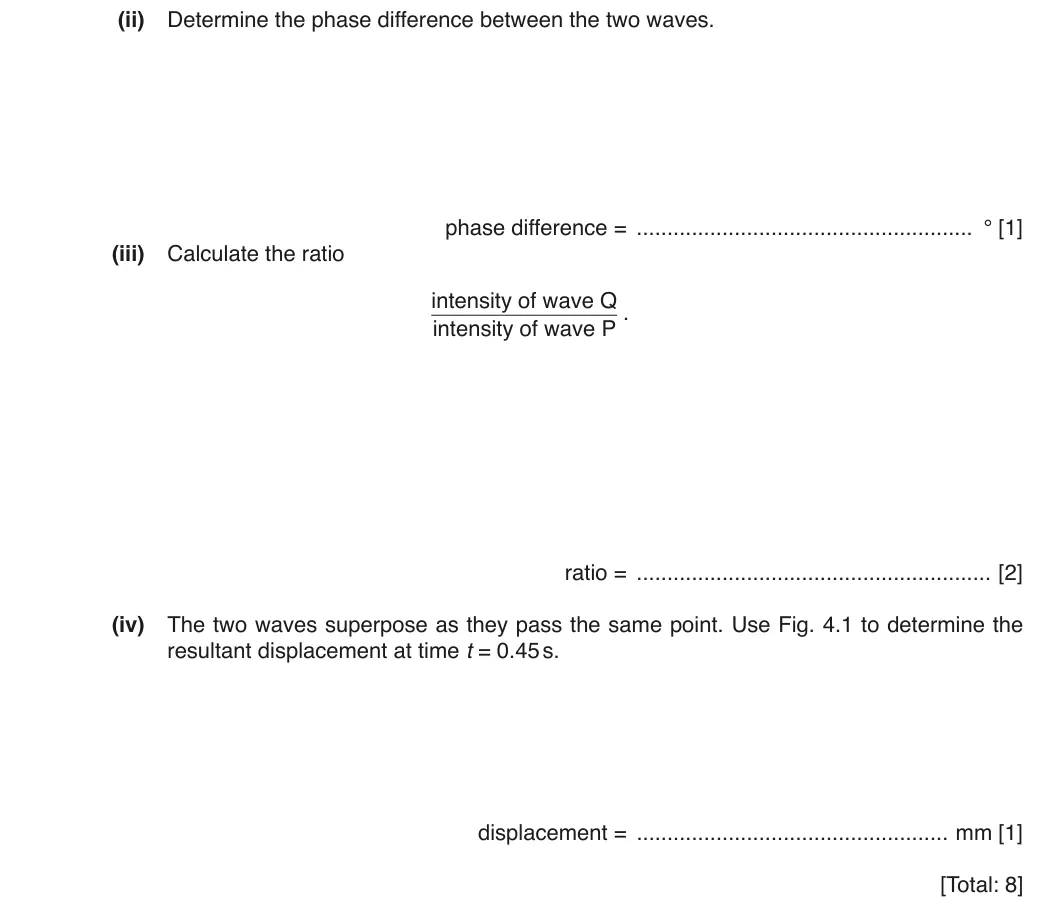 (ii) Determine the phase difference between the two waves.
phase difference = ....................................................... ° [1]
(iii) Calculate the ratio
intensity of wave Q
intensity of wave P .
ratio = .......................................................... [2]
(iv) The two waves superpose as they pass the same point. Use Fig. 4.1 to determine the
resultant displacement at time t = 0.45 s.
displacement = ................................................... mm [1]
[Total: 8]